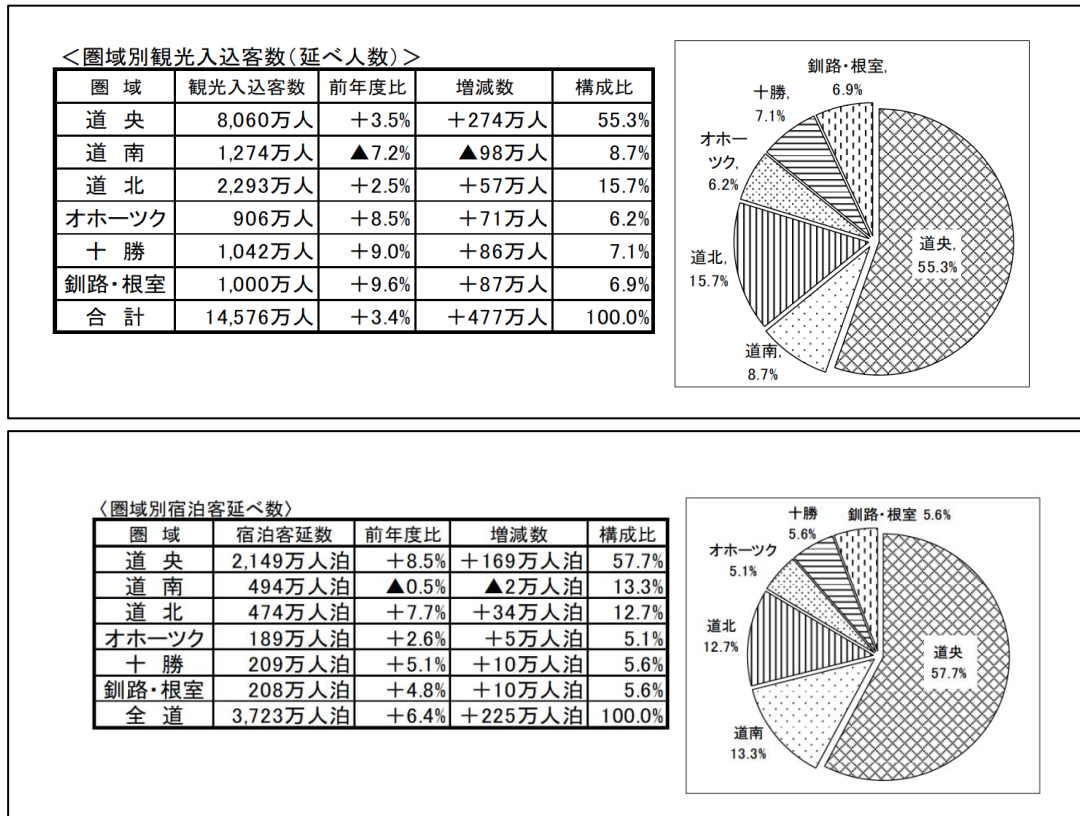 ＜圏域別観光入込客数（延べ人数）＞
圏 域 観光入込客数 前年度比 増減数 構成比
道 央 8,060万人 ＋3.5% ＋274万人 55.3%
道 南 1,274万人 ▲7.2% ▲98万人 8.7%
道 北 2,293万人 ＋2.5% ＋57万人 15.7%
オホーツク 906万人 ＋8.5% ＋71万人 6.2%
十 勝 1,042万人 ＋9.0% ＋86万人 7.1%
釧路・根室 1,000万人 ＋9.6% ＋87万人 6.9%
合 計 14,576万人 ＋3.4% ＋477万人 100.0%
釧路・根室,
6.9%
十勝,
7.1%
オホー
ツク,
6.2%
道北,
15.7%
道南,
8.7%
道央,
55.3%
〈圏域別宿泊客延べ数〉
圏 域 宿泊客延数 前年度比 増減数 構成比
道 央 2,149万人泊 ＋8.5% ＋169万人泊 57.7%
道 南 494万人泊 ▲0.5% ▲2万人泊 13.3%
道 北 474万人泊 ＋7.7% ＋34万人泊 12.7%
オホーツク 189万人泊 ＋2.6% ＋5万人泊 5.1%
十 勝 209万人泊 ＋5.1% ＋10万人泊 5.6%
釧路・根室 208万人泊 ＋4.8% ＋10万人泊 5.6%
全 道 3,723万人泊 ＋6.4% ＋225万人泊 100.0%
釧路・根室 5.6%
十勝
5.6%
オホーツク
5.1%
道北
12.7%
道南
13.3%
道央
57.7%